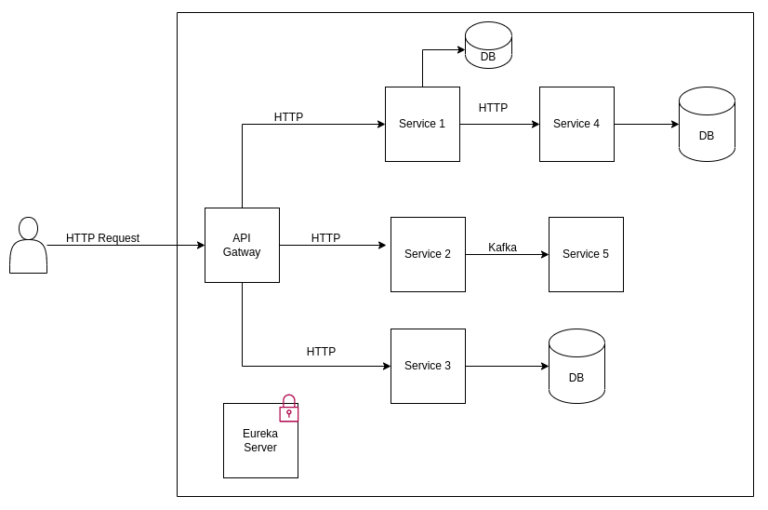 DB
HTTP
Service 1
HTTP
Service 4
DB
HTTP Request
API
Gatway
HTTP
Service 2
Kafka
Service 5
HTTP
Service 3
DB
Eureka
Server